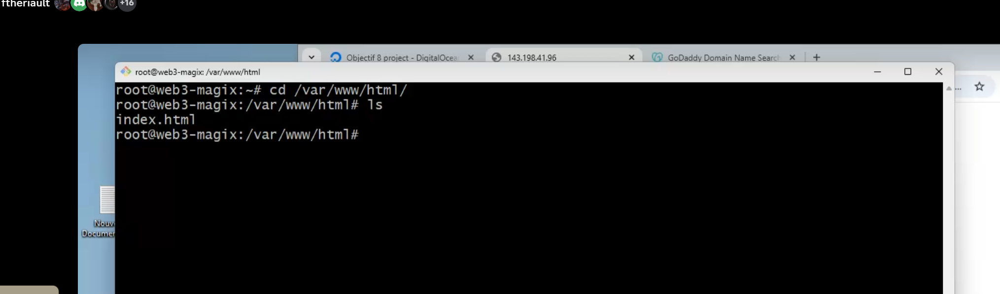 ftheriault +16
Objectif 8 project - DigitalOcea
143.198.41.96
GoDaddy Domain Name Search
root@web3-magix: /var/www/html
root@web3-magix:~# cd /var/www/html/
root@web3-magix:/var/www/html# ls
index.html
root@web3-magix:/var/www/html#
Nouv
Documen